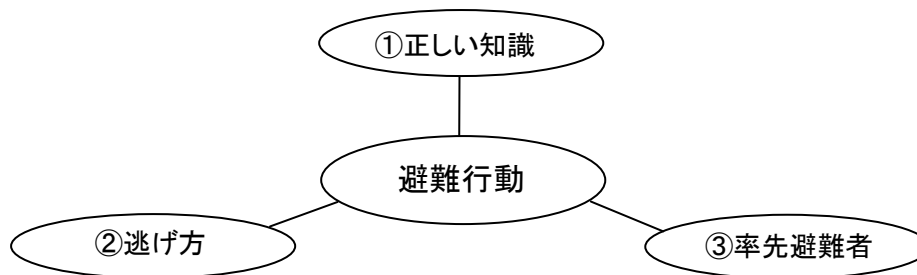 ①正しい知識
避難行動
②逃げ方
③率先避難者